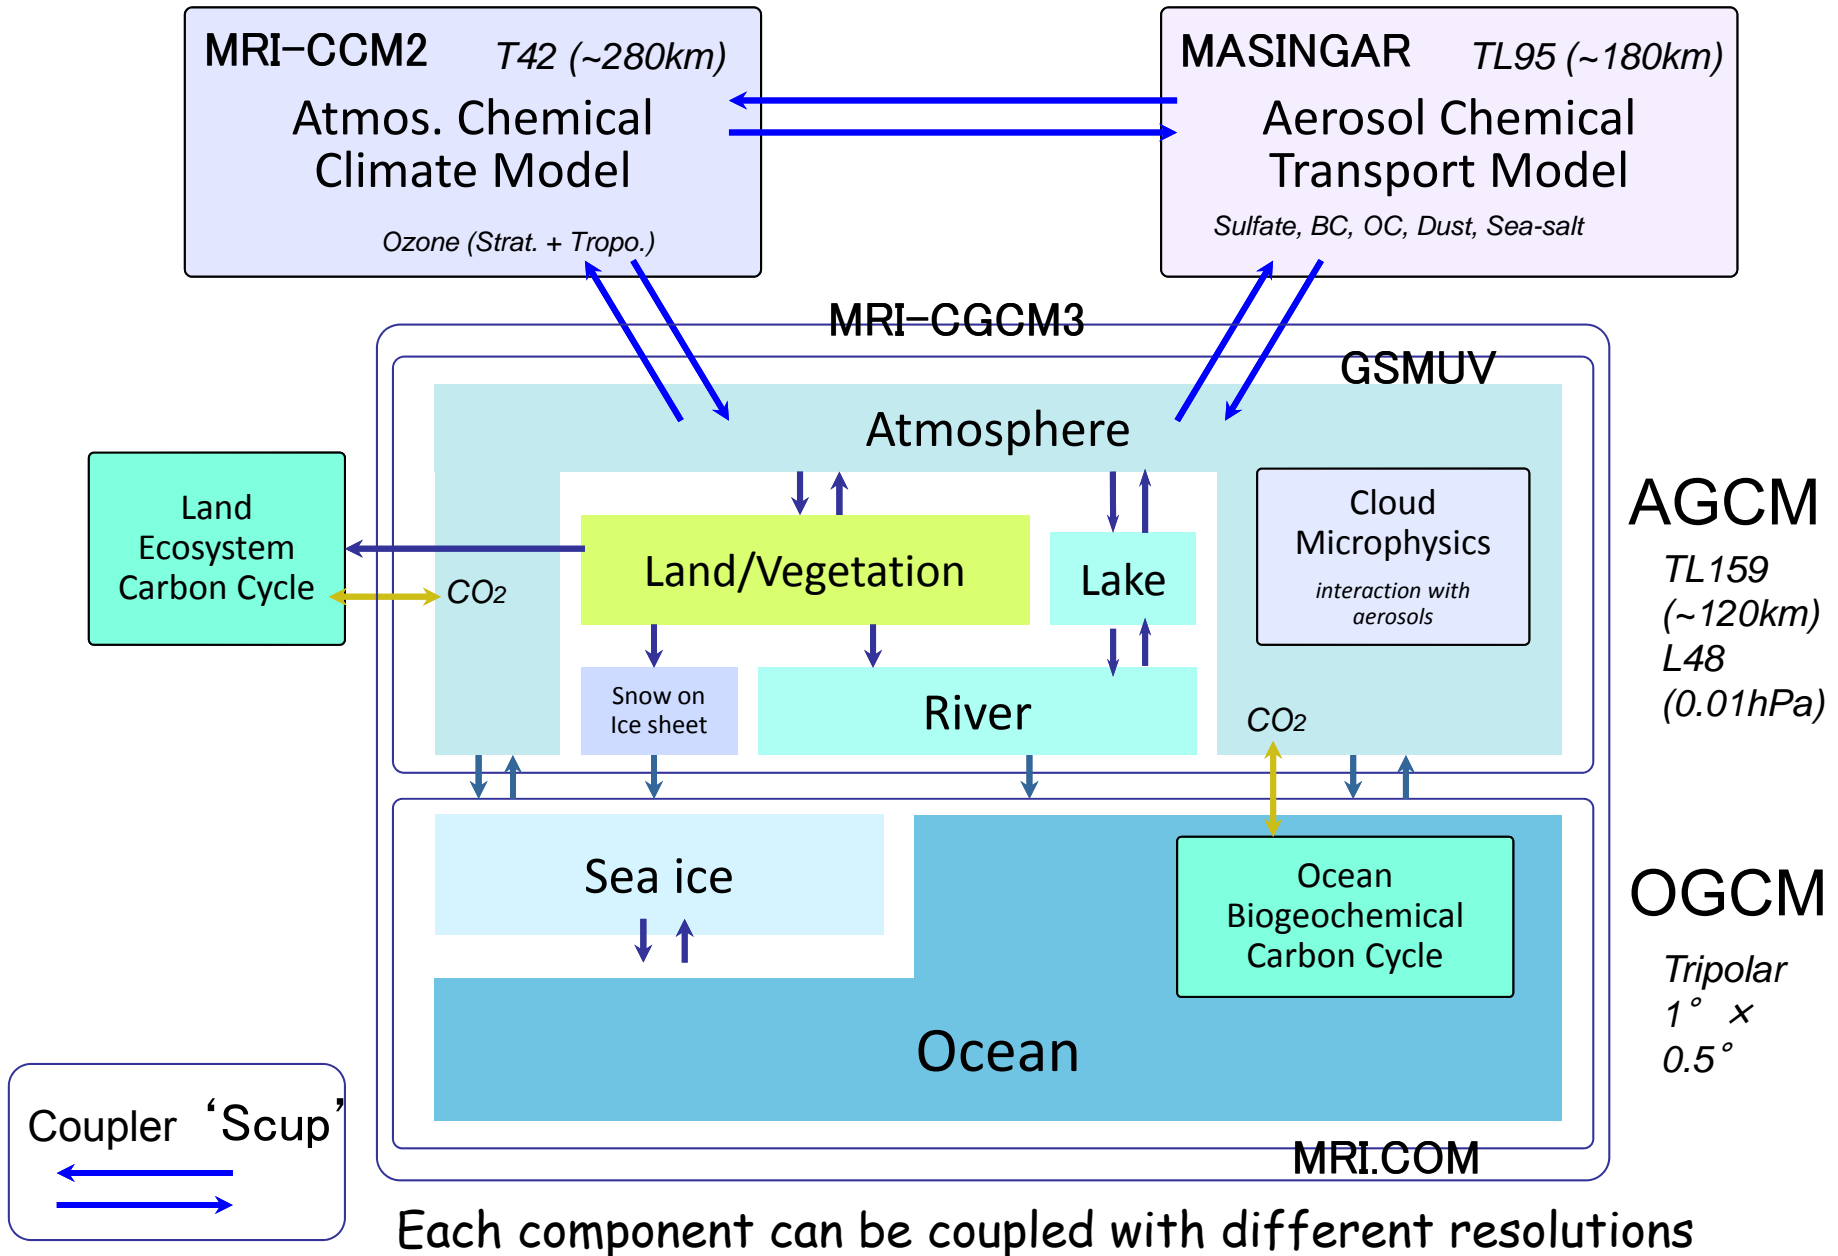 MRI-CCM2 T42 (~280km)
Atmos. Chemical
Climate Model
Ozone (Strat. + Tropo.)
MASINGAR TL95 (~180km)
Aerosol Chemical
Transport Model
Sulfate, BC, OC, Dust, Sea-salt
MRI-CGCM3
GSMUV
Atmosphere
Land
Ecosystem
Carbon Cycle
CO2
Land/Vegetation
Lake
Cloud
Microphysics
interaction with
aerosols
Snow on
Ice sheet
River
CO2
AGCM
TL159
(~120km)
L48
(0.01hPa)
Sea ice
Ocean
Biogeochemical
Carbon Cycle
Ocean
OGCM
Tripolar
1° ×
0.5°
MRI.COM
Coupler ‘Scup’
Each component can be coupled with different resolutions